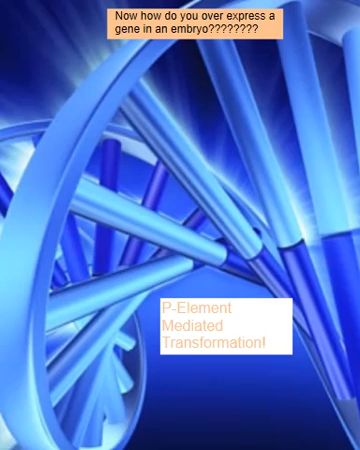 Now how do you over express a
gene in an embryo????????
P-Element
Mediated
Transformation!